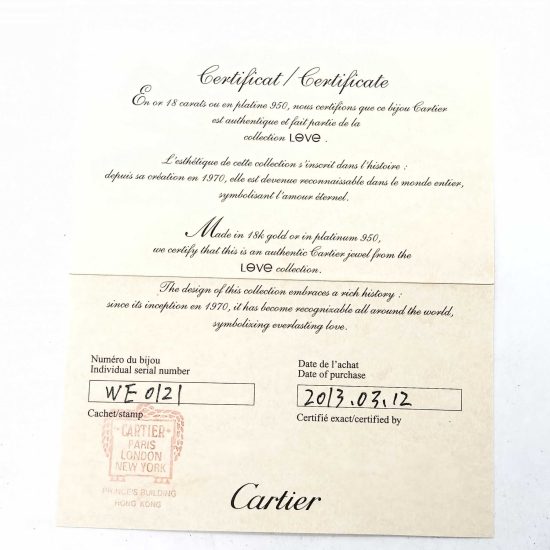 Certificat / Certificate
En or 18 carats ou en platine 950, nous certifions que ce bijou Cartier
est authentique et fait partie de la
collection LOVE .
L'esthétique de cette collection s'inscrit dans l'histoire :
depuis sa création en 1970, elle est devenue reconnaissable dans le monde entier,
symbolisant l'amour éternel.
Made in 18k gold or in platinum 950,
we certify that this is an authentic Cartier jewel from the
LOVE collection.
The design of this collection embraces a rich history :
since its inception en 1970, it has become recognizable all around the world,
symbolizing everlasting love.
Numéro du bijou
Individual serial number
WE 0121
Cachet/stamp
Date de l'achat
Date of purchase
2013.03.12
Certifié exact/certified by
CARTIER
PARIS
LONDON
NEW YORK
PRINCE'S BUILDING
HONG KONG
Cartier